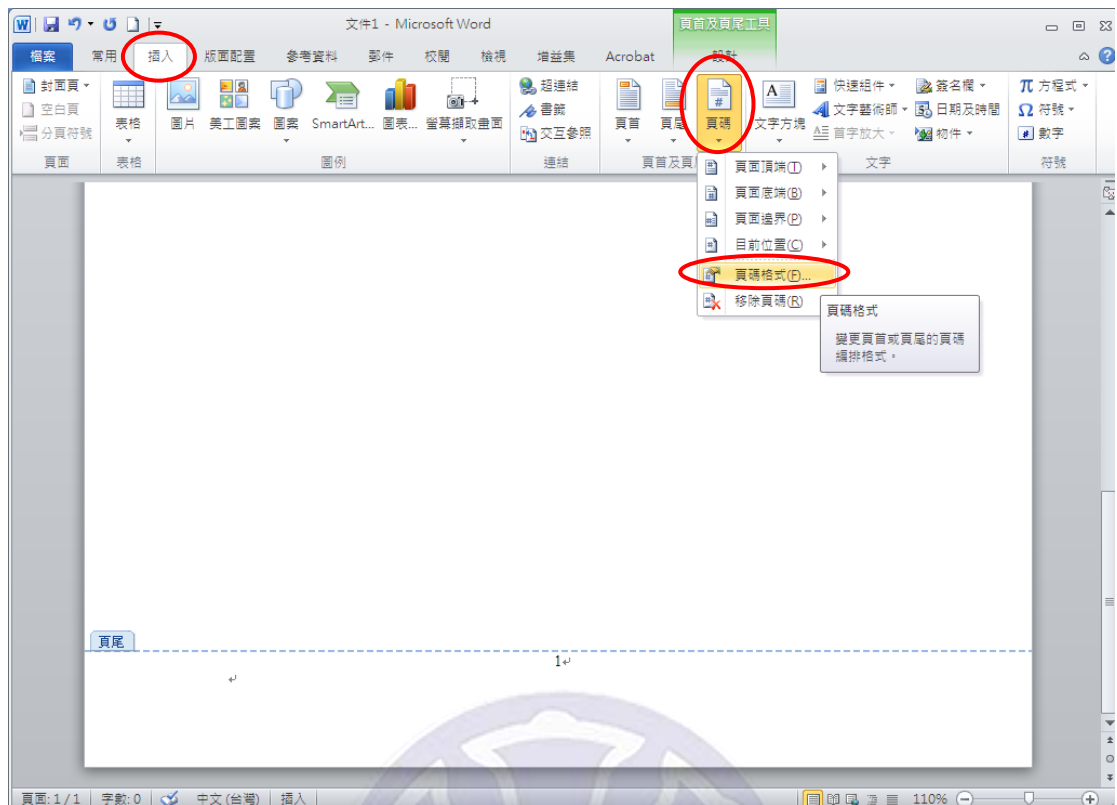 文件1 - Microsoft Word
頁首及頁尾工具
檔案 常用 插入 版面配置 參考資料 郵件 校閱 檢視 增益集 Acrobat 設計
封面頁
空白頁
分頁符號
頁面
表格
表格
圖片 美工圖案 圖案 SmartArt... 圖表... 螢幕擷取畫面
圖例
超連結
書籤
交互參照
連結
頁首 頁尾 頁碼
頁首及頁
文字方塊
快速組件
文字藝術師
首字放大
簽名欄
日期及時間
物件
文字
π 方程式
Ω 符號
# 數字
符號
頁面頂端(T)
頁面底端(B)
頁面邊界(P)
目前位置(C)
頁碼格式(F)...
移除頁碼(R)
頁碼格式
變更頁首或頁尾的頁碼
編排格式。
頁尾
1
頁面: 1/1 字數: 0 中文(台灣) 插入 110%